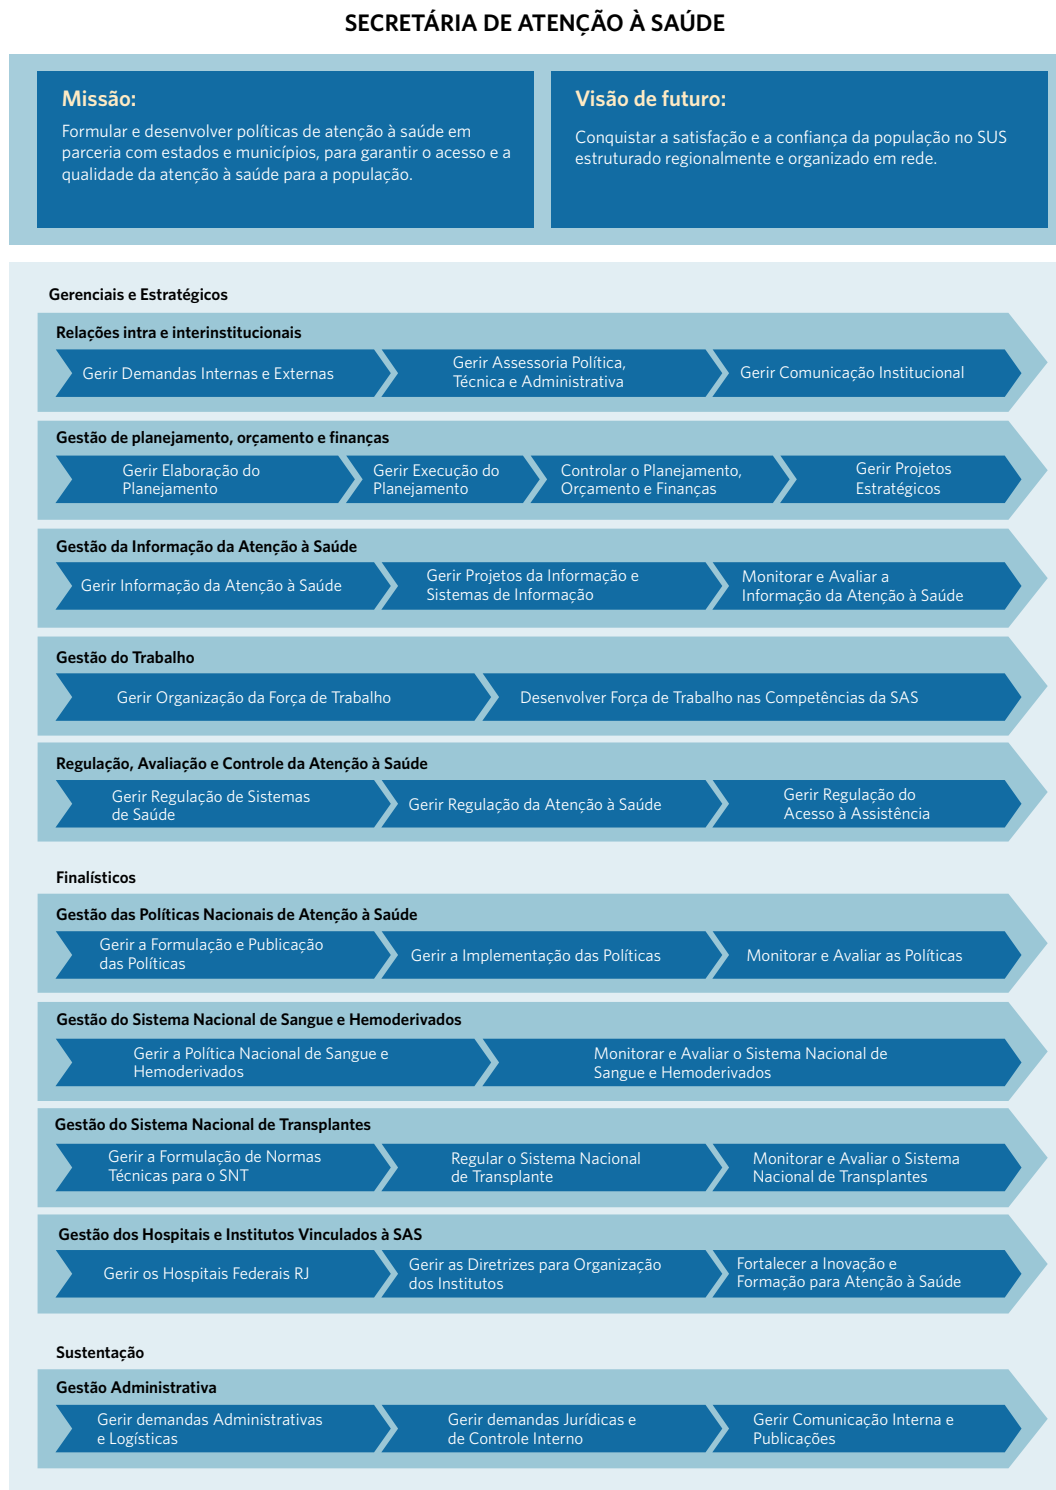 SECRETÁRIA DE ATENÇÃO À SAÚDE
Missão:
Formular e desenvolver políticas de atenção à saúde em
parceria com estados e municípios, para garantir o acesso e a
qualidade da atenção à saúde para a população.
Visão de futuro:
Conquistar a satisfação e a confiança da população no SUS
estruturado regionalmente e organizado em rede.
Gerenciais e Estratégicos
Relações intra e interinstitucionais
Gerir Demandas Internas e Externas
Gerir Assessoria Política,
Técnica e Administrativa
Gerir Comunicação Institucional
Gestão de planejamento, orçamento e finanças
Gerir Elaboração do
Planejamento
Gerir Execução do
Planejamento
Controlar o Planejamento,
Orçamento e Finanças
Gerir Projetos
Estratégicos
Gestão da Informação da Atenção à Saúde
Gerir Informação da Atenção à Saúde
Gerir Projetos da Informação e
Sistemas de Informação
Monitorar e Avaliar a
Informação da Atenção à Saúde
Gestão do Trabalho
Gerir Organização da Força de Trabalho
Desenvolver Força de Trabalho nas Competências da SAS
Regulação, Avaliação e Controle da Atenção à Saúde
Gerir Regulação de Sistemas
de Saúde
Gerir Regulação da Atenção à Saúde
Gerir Regulação do
Acesso à Assistência
Finalísticos
Gestão das Políticas Nacionais de Atenção à Saúde
Gerir a Formulação e Publicação
das Políticas
Gerir a Implementação das Políticas
Monitorar e Avaliar as Políticas
Gestão do Sistema Nacional de Sangue e Hemoderivados
Gerir a Política Nacional de Sangue e
Hemoderivados
Monitorar e Avaliar o Sistema Nacional de
Sangue e Hemoderivados
Gestão do Sistema Nacional de Transplantes
Gerir a Formulação de Normas
Técnicas para o SNT
Regular o Sistema Nacional
de Transplante
Monitorar e Avaliar o Sistema
Nacional de Transplantes
Gestão dos Hospitais e Institutos Vinculados à SAS
Gerir os Hospitais Federais RJ
Gerir as Diretrizes para Organização
dos Institutos
Fortalecer a Inovação e
Formação para Atenção à Saúde
Sustentação
Gestão Administrativa
Gerir demandas Administrativas
e Logísticas
Gerir demandas Jurídicas e
de Controle Interno
Gerir Comunicação Interna e
Publicações